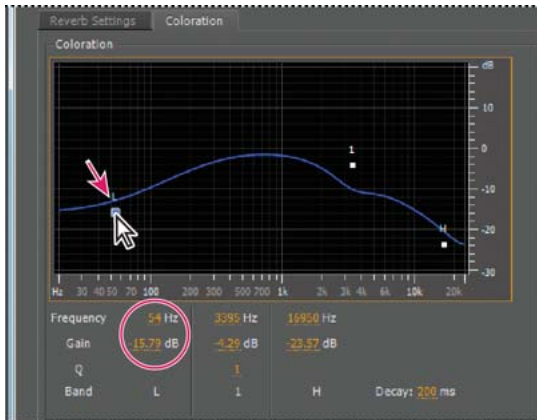 Reverb Settings Coloration
Coloration
dB
10
1
0
L
-10
H
-20
-30
Hz 30 40 50 70 100 200 300 500 700 1k 2k 3k 4k 6k 10k 20k
Frequency 54 Hz 3395 Hz 16950 Hz
Gain -15.79 dB -4.29 dB -23.57 dB
Q 1
Band L 1 H Decay: 200 ms